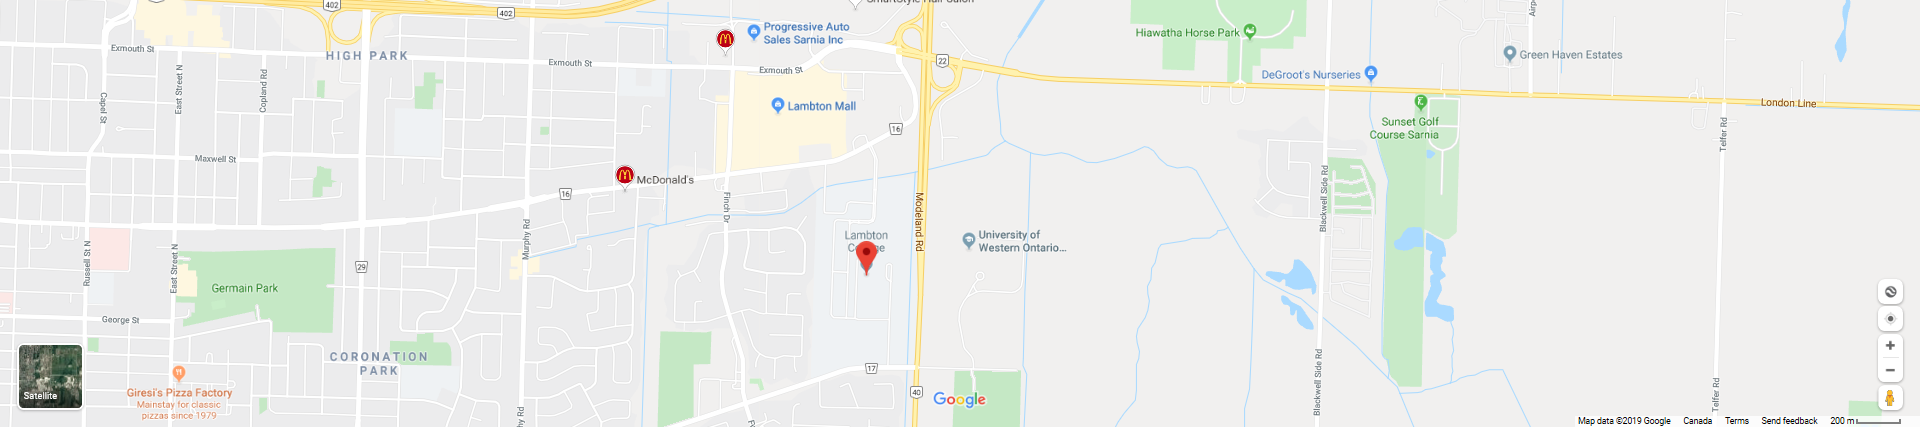 402
402
SmartStyle Hair Salon
Progressive Auto
Sales Sarnia Inc
Exmouth St
HIGH PARK
Exmouth St
Exmouth St
22
Hiawatha Horse Park
Green Haven Estates
DeGroot's Nurseries
London Line
Capel St
East Street N
Copland Rd
Lambton Mall
Sunset Golf
Course Sarnia
16
Telfer Rd
Maxwell St
McDonald's
16
Finch Dr
Murphy Rd
Modeland Rd
Blackwell Side Rd
Lambton
University of
Western Ontario...
Russell St N
East Street N
29
Germain Park
George St
CORONATION
PARK
17
40
Giresi's Pizza Factory
Mainstay for classic
pizzas since 1979
Murphy Rd
Blackwell Side Rd
Telfer Rd
Satellite
Google
Map data ©2019 Google Canada Terms Send feedback 200 m